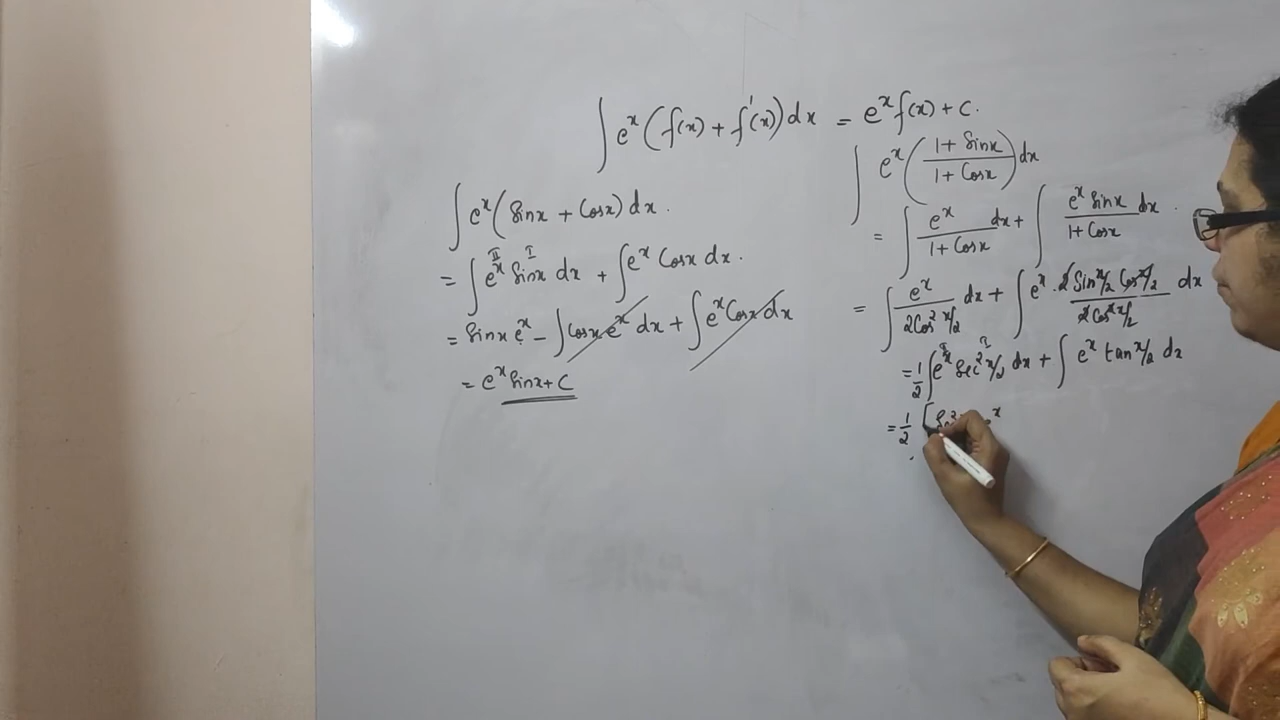 ∫ e^x (f(x) + f'(x)) dx = e^x f(x) + C.
∫ e^x (Sinx + Cosx) dx.
= ∫ e^x Sinx dx + ∫ e^x Cosx dx.
II I
= Sinx e^x − ∫ Cosx e^x dx + ∫ e^x Cosx dx
= e^x Sinx + C
∫ e^x ((1 + Sinx)/(1 + Cosx)) dx
= ∫ e^x/(1 + Cosx) dx + ∫ e^x Sinx/(1 + Cosx) dx.
= ∫ e^x/(2Cos² x/2) dx + ∫ e^x · (2 Sin x/2 Cos x/2)/(2 Cos² x/2) dx
II I
= 1/2 ∫ e^x Sec² x/2 dx + ∫ e^x tan x/2 dx
= 1/2 [